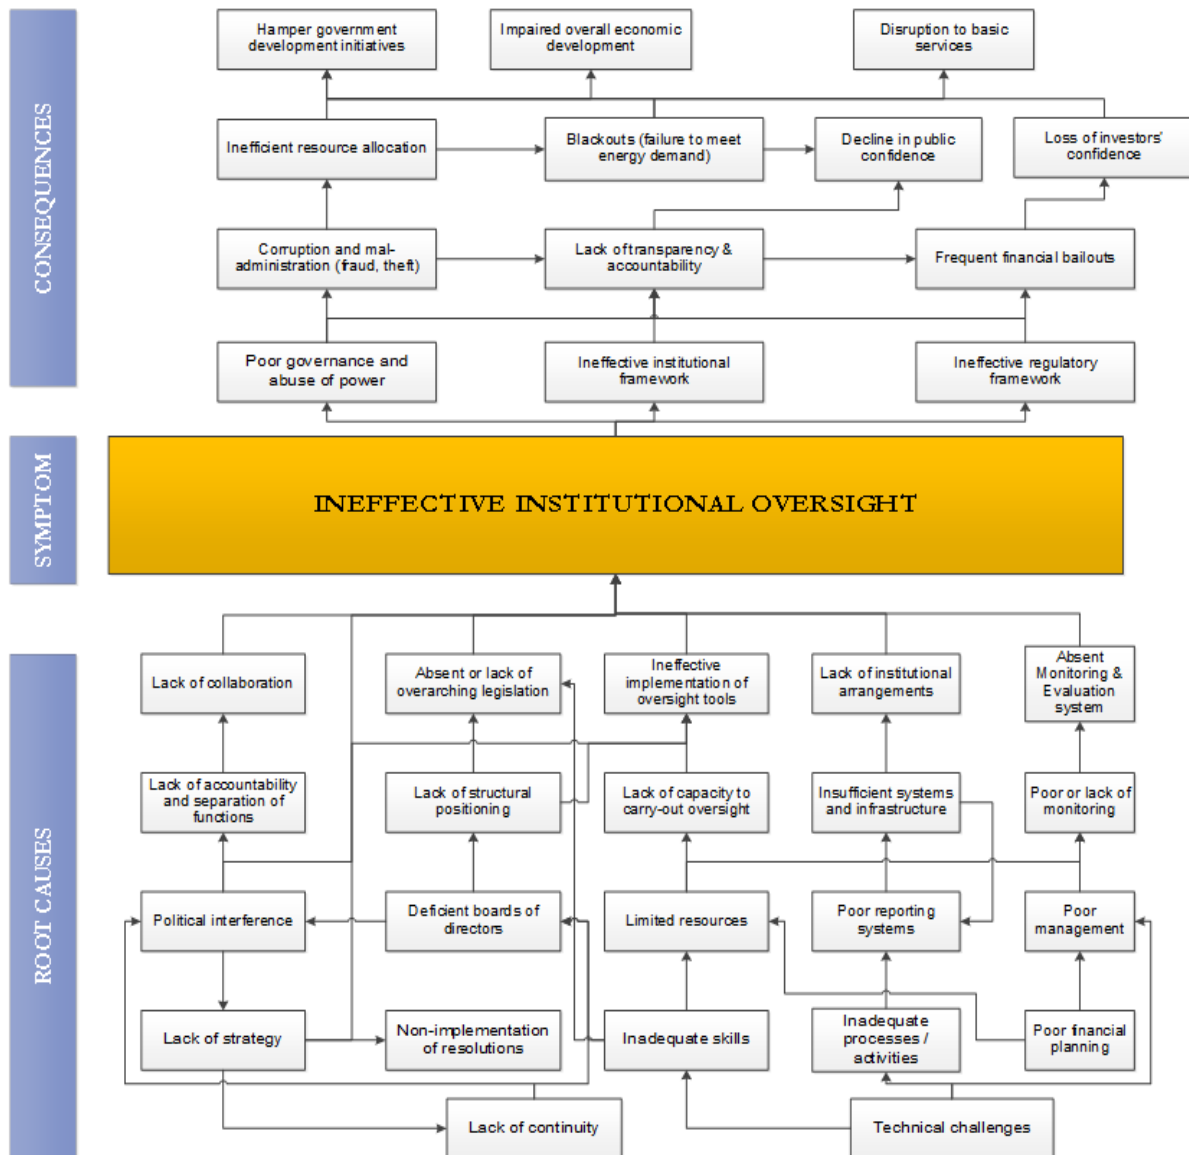 CONSEQUENCES
Hamper government
development initiatives
Impaired overall economic
development
Disruption to basic
services
Inefficient resource allocation
Blackouts (failure to meet
energy demand)
Decline in public
confidence
Loss of investors'
confidence
Corruption and mal-
administration (fraud, theft)
Lack of transparency &
accountability
Frequent financial bailouts
Poor governance and
abuse of power
Ineffective institutional
framework
Ineffective regulatory
framework
SYMPTOM
INEFFECTIVE INSTITUTIONAL OVERSIGHT
ROOT CAUSES
Lack of collaboration
Absent or lack of
overarching legislation
Ineffective
implementation of
oversight tools
Lack of institutional
arrangements
Absent
Monitoring &
Evaluation
system
Lack of accountability
and separation of
functions
Lack of structural
positioning
Lack of capacity to
carry-out oversight
Insufficient systems
and infrastructure
Poor or lack of
monitoring
Political interference
Deficient boards of
directors
Limited resources
Poor reporting
systems
Poor
management
Lack of strategy
Non-implementation
of resolutions
Inadequate skills
Inadequate
processes /
activities
Poor financial
planning
Lack of continuity
Technical challenges